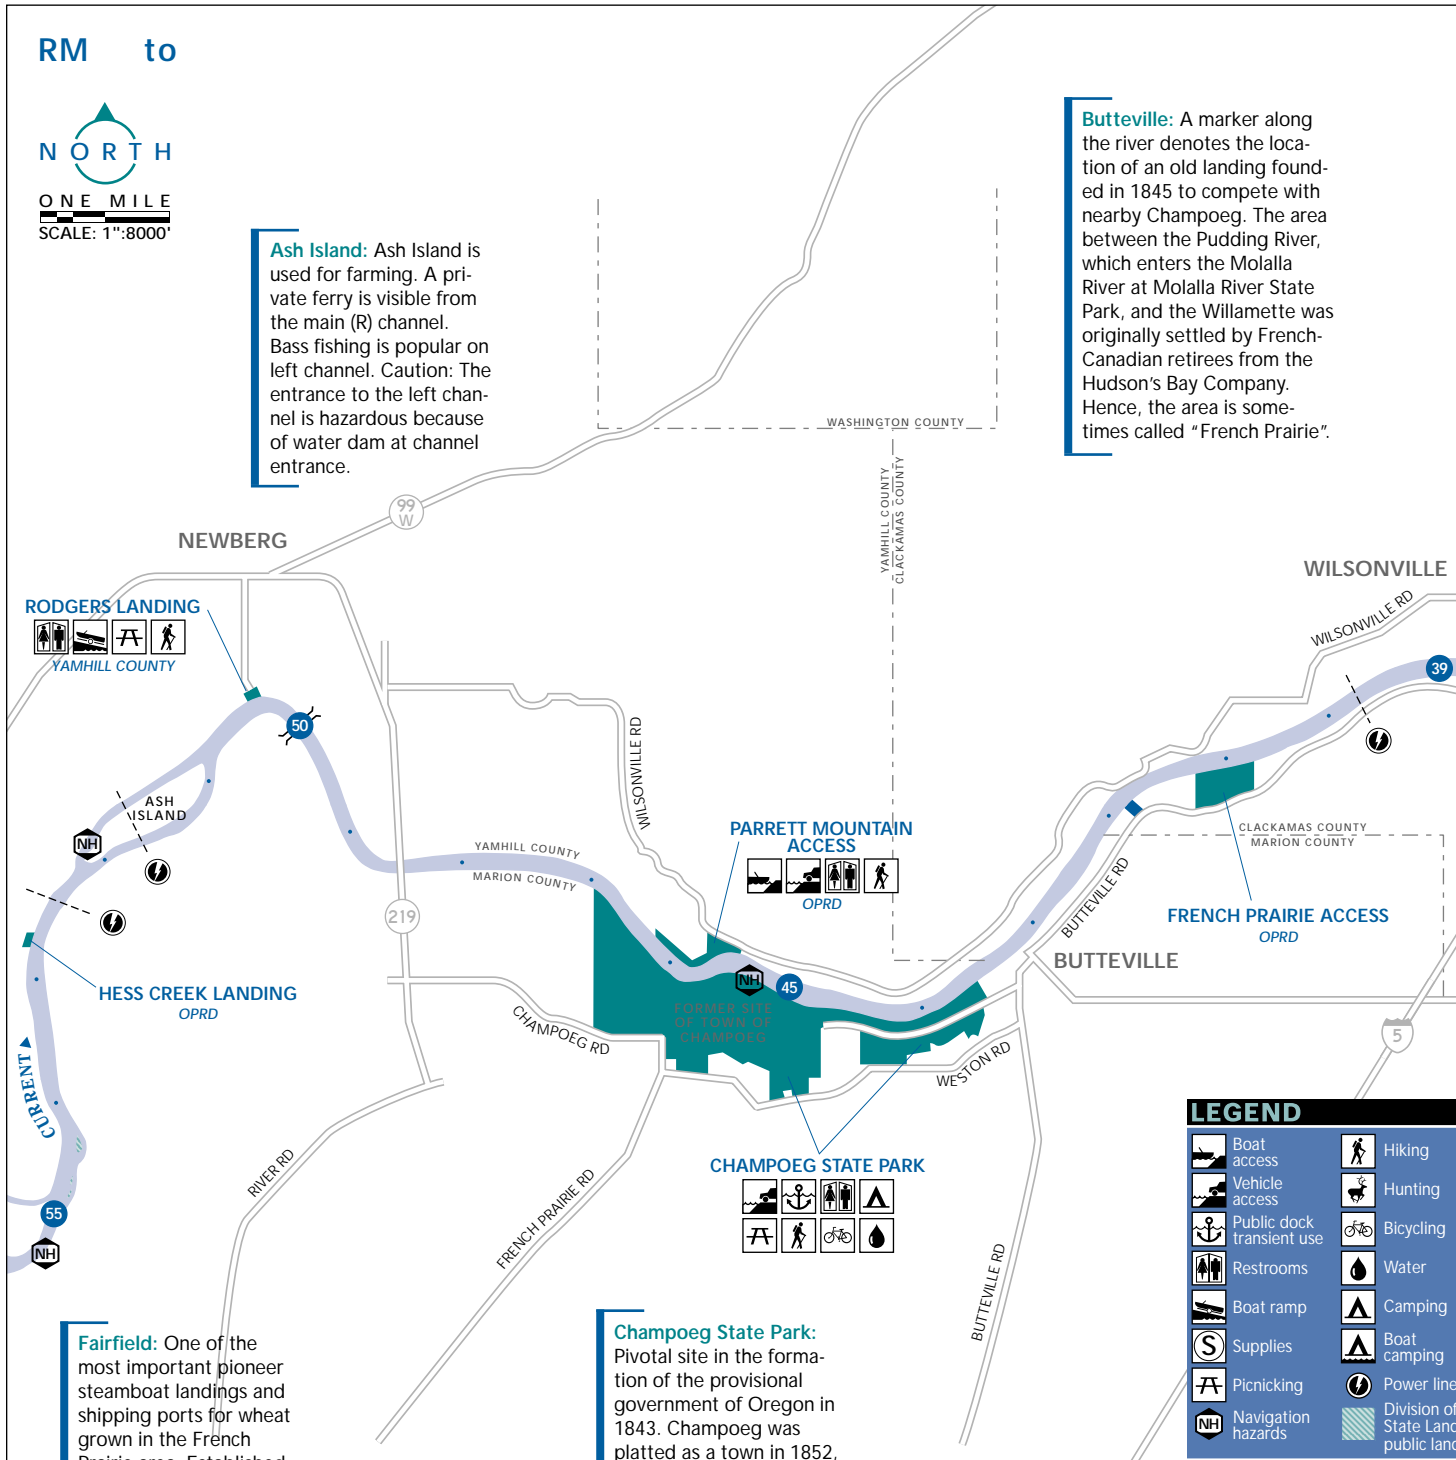 RM to
NORTH
ONE MILE
SCALE: 1":8000'
Butteville: A marker along
the river denotes the loca-
tion of an old landing found-
ed in 1845 to compete with
nearby Champoeg. The area
between the Pudding River,
which enters the Molalla
River at Molalla River State
Park, and the Willamette was
originally settled by French-
Canadian retirees from the
Hudson's Bay Company.
Hence, the area is some-
times called "French Prairie".
Ash Island: Ash Island is
used for farming. A pri-
vate ferry is visible from
the main (R) channel.
Bass fishing is popular on
left channel. Caution: The
entrance to the left chan-
nel is hazardous because
of water dam at channel
entrance.
WASHINGTON COUNTY
YAMHILL COUNTY
CLACKAMAS COUNTY
99
W
NEWBERG
WILSONVILLE
WILSONVILLE RD
RODGERS LANDING
YAMHILL COUNTY
39
50
WILSONVILLE RD
ASH
ISLAND
NH
PARRETT MOUNTAIN
ACCESS
OPRD
YAMHILL COUNTY
MARION COUNTY
CLACKAMAS COUNTY
MARION COUNTY
BUTTEVILLE RD
219
FRENCH PRAIRIE ACCESS
OPRD
BUTTEVILLE
HESS CREEK LANDING
OPRD
NH
45
FORMER SITE
OF TOWN OF
CHAMPOEG
CHAMPOEG RD
WESTON RD
5
CURRENT
RIVER RD
FRENCH PRAIRIE RD
CHAMPOEG STATE PARK
55
NH
BUTTEVILLE RD
LEGEND
Boat
access
Vehicle
access
Public dock
transient use
Restrooms
Boat ramp
S
Supplies
Picnicking
NH
Navigation
hazards
Hiking
Hunting
Bicycling
Water
Camping
Boat
camping
Power line
Division of
State Land
public land
Fairfield: One of the
most important pioneer
steamboat landings and
shipping ports for wheat
grown in the French
Prairie area. Established
Champoeg State Park:
Pivotal site in the forma-
tion of the provisional
government of Oregon in
1843. Champoeg was
platted as a town in 1852,